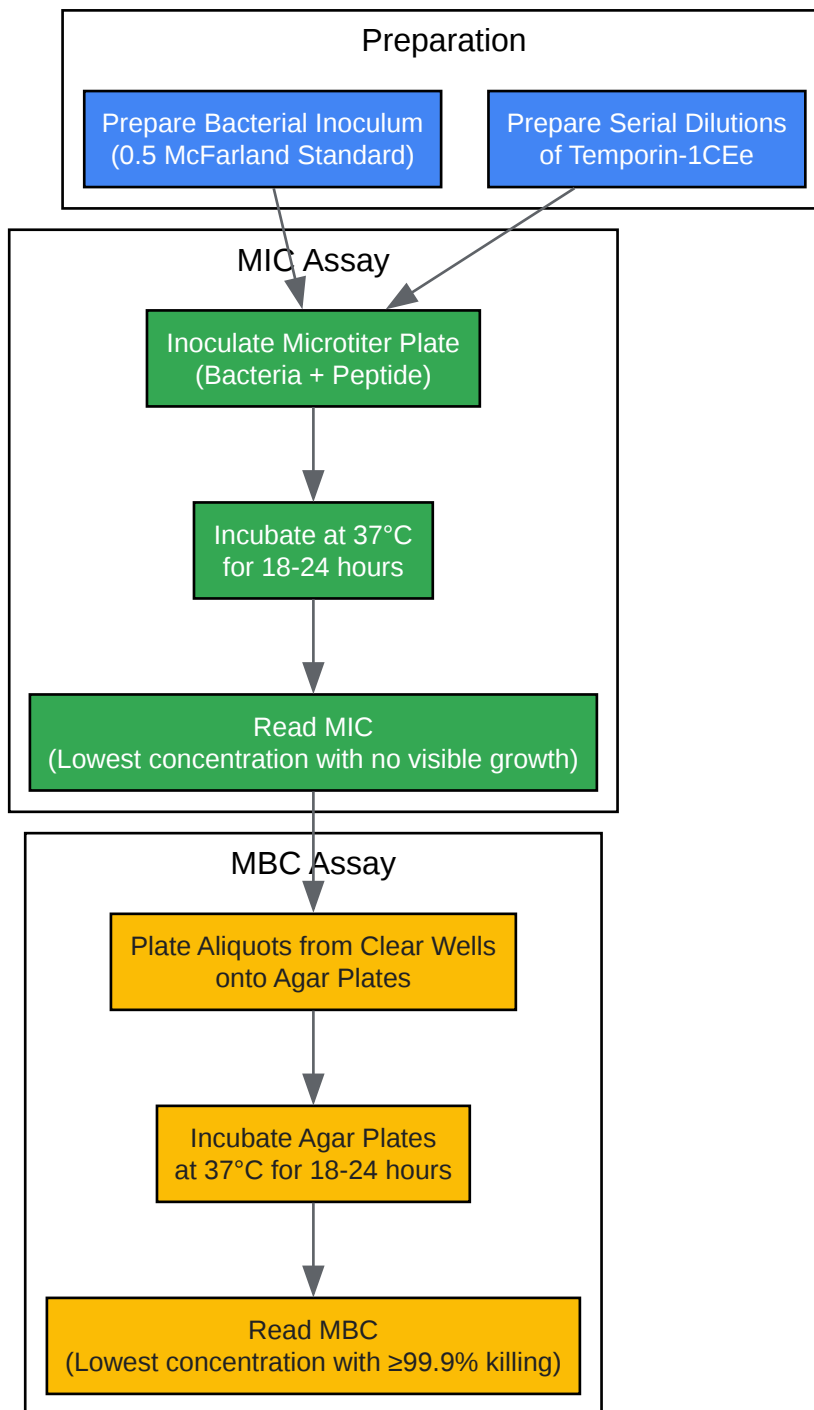 Preparation
Prepare Bacterial Inoculum
(0.5 McFarland Standard)
Prepare Serial Dilutions
of Temporin-1CEe
MIC Assay
Inoculate Microtiter Plate
(Bacteria + Peptide)
Incubate at 37°C
for 18-24 hours
Read MIC
(Lowest concentration with no visible growth)
MBC Assay
Plate Aliquots from Clear Wells
onto Agar Plates
Incubate Agar Plates
at 37°C for 18-24 hours
Read MBC
(Lowest concentration with ≥99.9% killing)